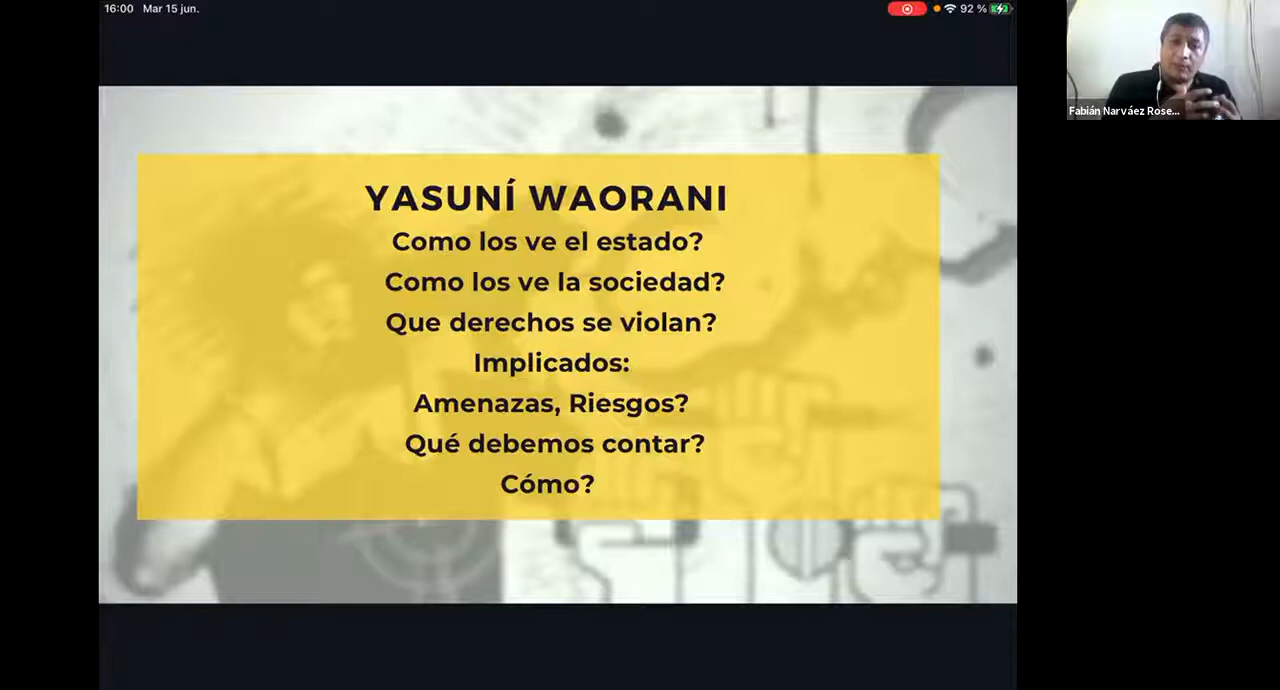 16:00 Mar 15 jun.
92 %
Fabián Narváez Rose...
YASUNÍ WAORANI
Como los ve el estado?
Como los ve la sociedad?
Que derechos se violan?
Implicados:
Amenazas, Riesgos?
Qué debemos contar?
Cómo?